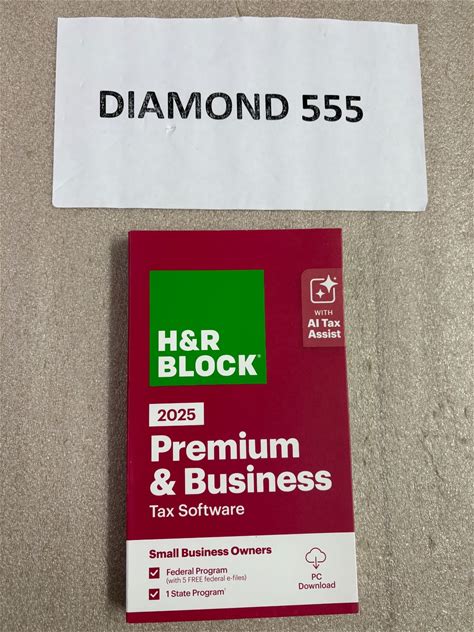 DIAMOND 555
WITH
AI Tax
Assist
H&R
BLOCK®
2025
Premium
& Business
Tax Software
Small Business Owners
Federal Program
(with 5 FREE federal e-files)
1 State Program
PC
Download